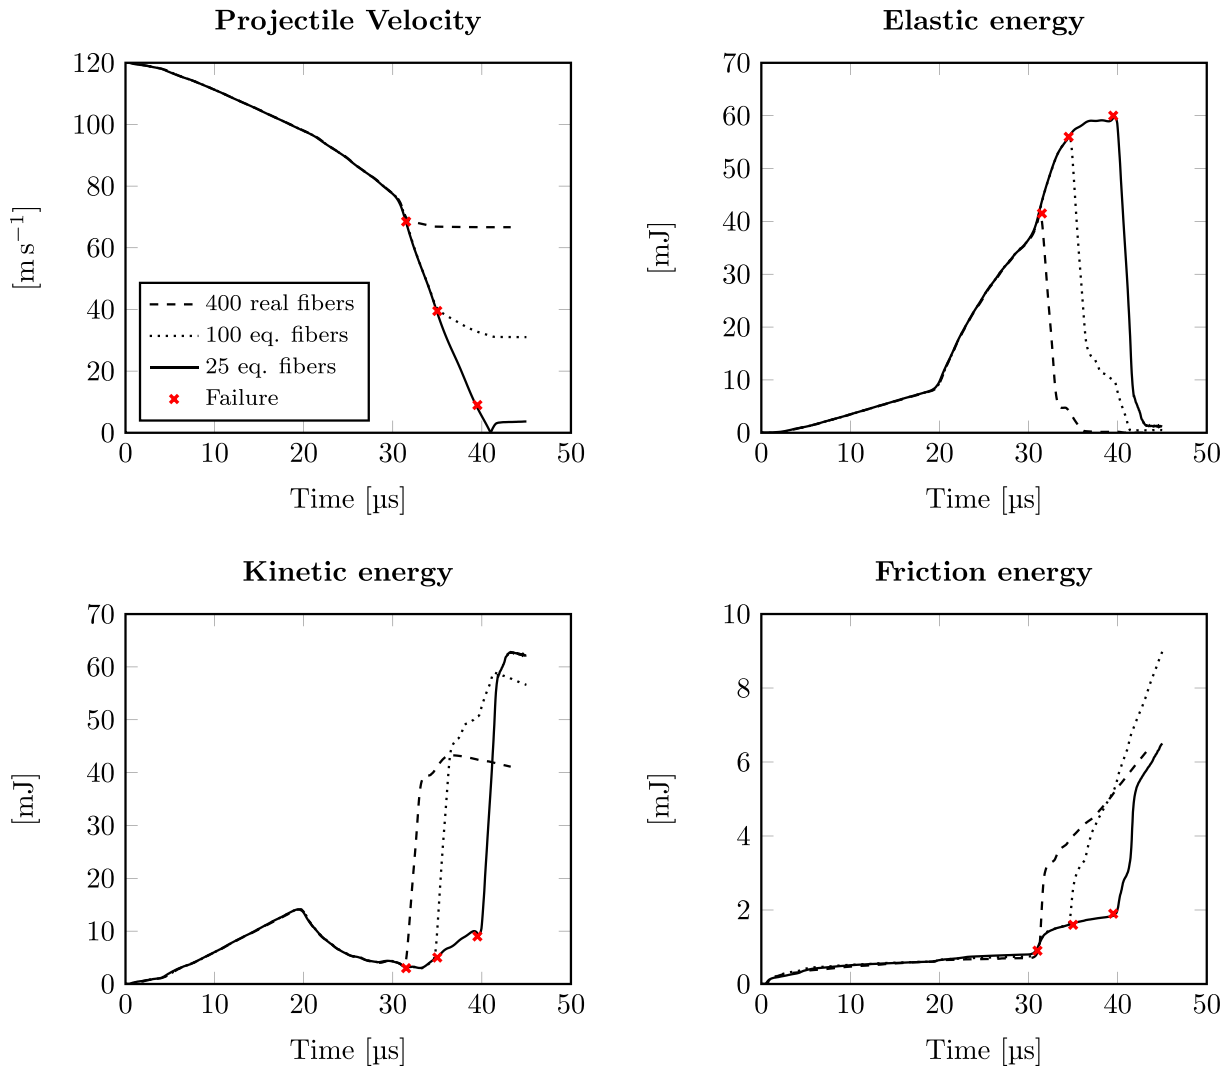 Projectile Velocity
120
100
80
60
40
20
0
[m s⁻¹]
400 real fibers
100 eq. fibers
25 eq. fibers
Failure
0 10 20 30 40 50
Time [µs]
Elastic energy
70
60
50
40
30
20
10
0
[mJ]
0 10 20 30 40 50
Time [µs]
Kinetic energy
70
60
50
40
30
20
10
0
[mJ]
0 10 20 30 40 50
Time [µs]
Friction energy
10
8
6
4
2
0
[mJ]
0 10 20 30 40 50
Time [µs]